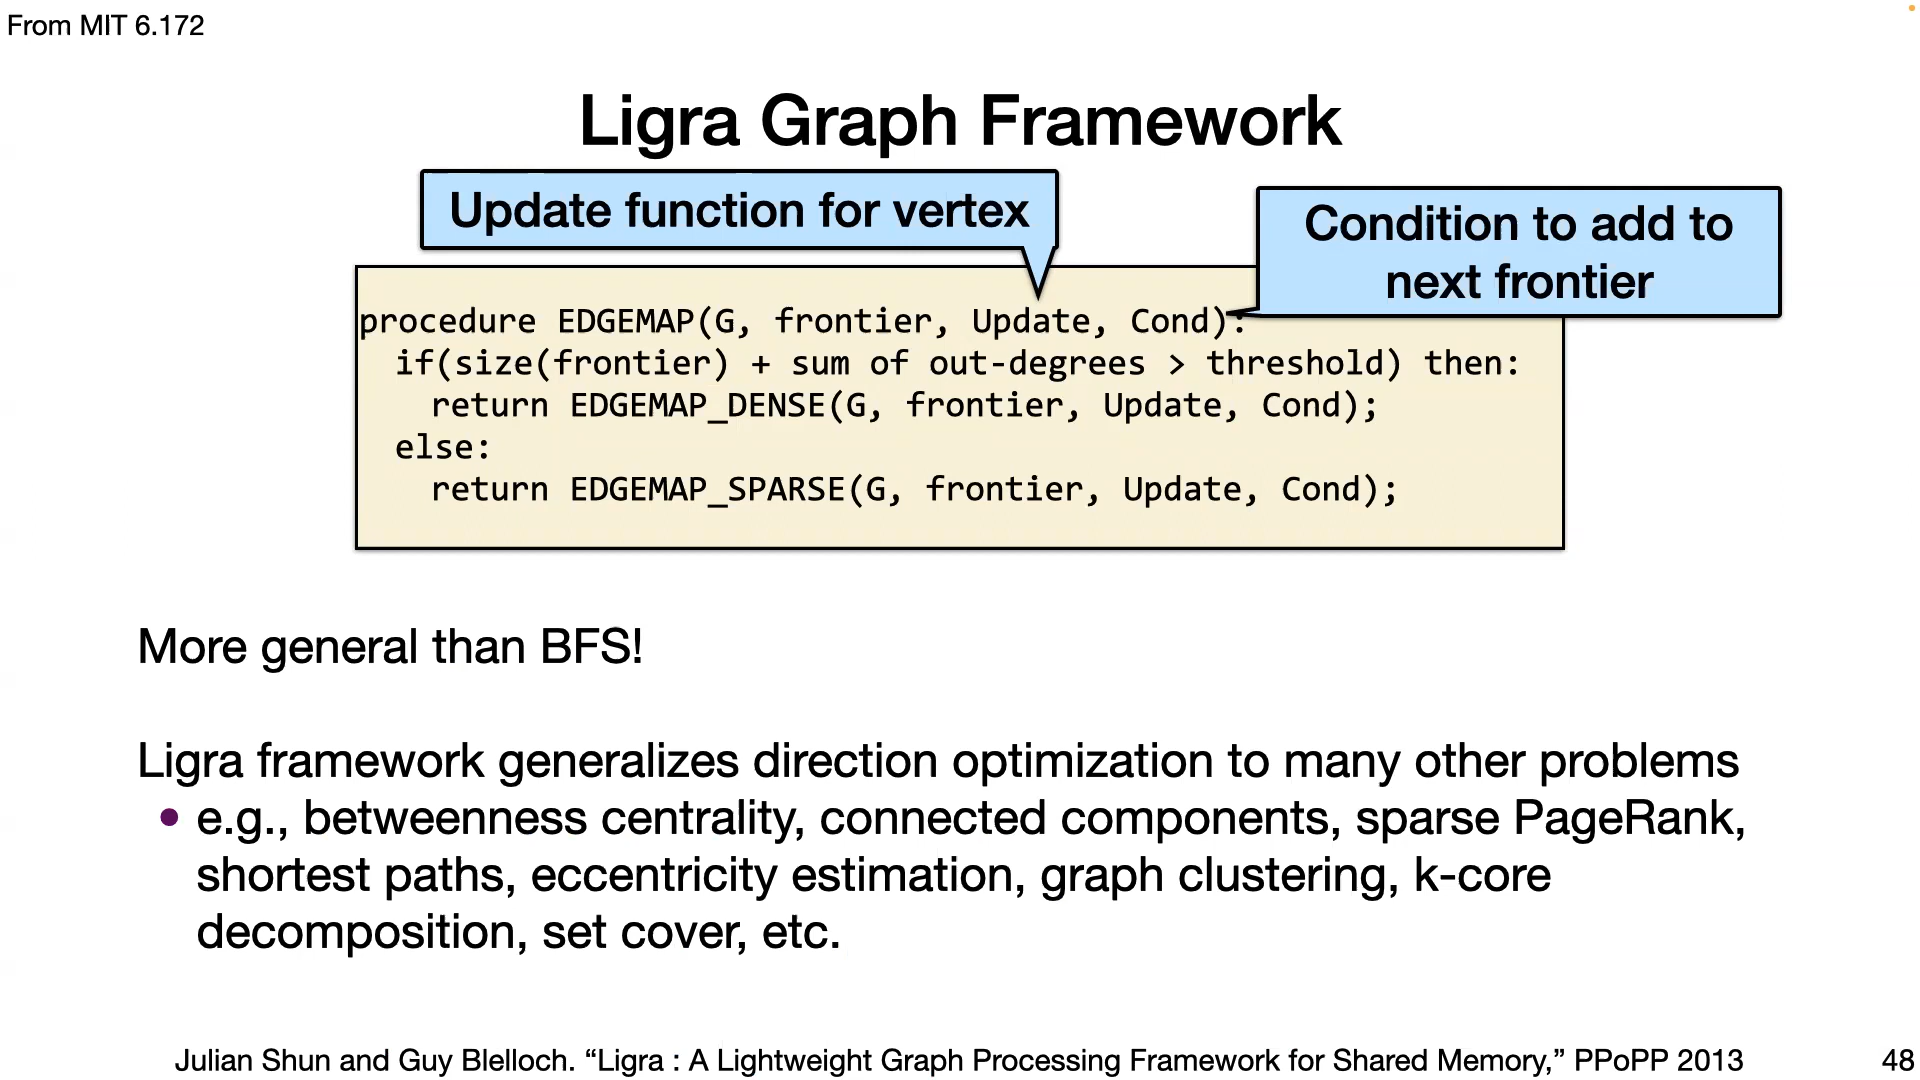 From MIT 6.172
Ligra Graph Framework
Update function for vertex
Condition to add to
next frontier
procedure EDGEMAP(G, frontier, Update, Cond):
if(size(frontier) + sum of out-degrees > threshold) then:
return EDGEMAP_DENSE(G, frontier, Update, Cond);
else:
return EDGEMAP_SPARSE(G, frontier, Update, Cond);
More general than BFS!
Ligra framework generalizes direction optimization to many other problems
• e.g., betweenness centrality, connected components, sparse PageRank,
shortest paths, eccentricity estimation, graph clustering, k-core
decomposition, set cover, etc.
Julian Shun and Guy Blelloch. “Ligra : A Lightweight Graph Processing Framework for Shared Memory,” PPoPP 2013
48